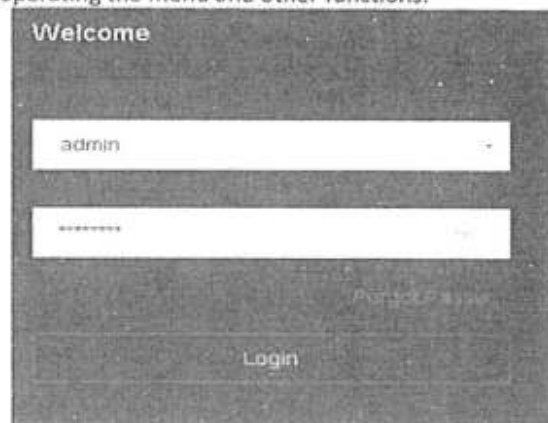 operating the menu and other functions.
Welcome
admin
********
Login